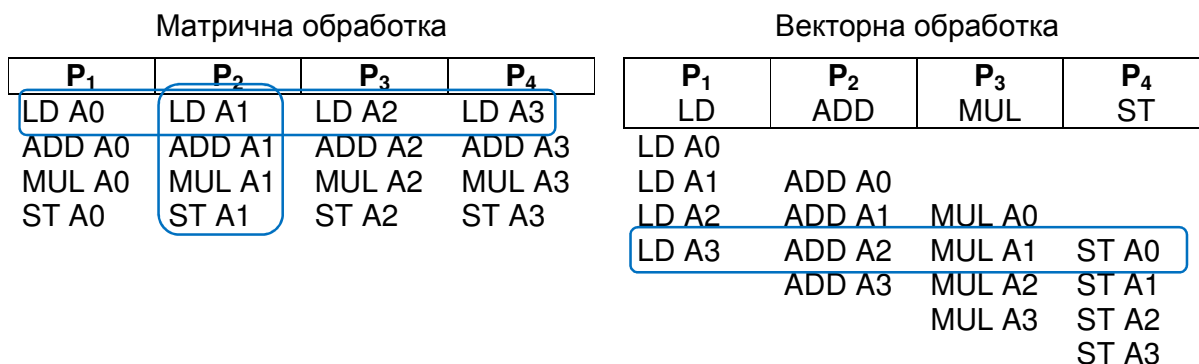 Матрична обработка
P₁ P₂ P₃ P₄
LD A0 LD A1 LD A2 LD A3
ADD A0 ADD A1 ADD A2 ADD A3
MUL A0 MUL A1 MUL A2 MUL A3
ST A0 ST A1 ST A2 ST A3
Векторна обработка
P₁ P₂ P₃ P₄
LD ADD MUL ST
LD A0
LD A1 ADD A0
LD A2 ADD A1 MUL A0
LD A3 ADD A2 MUL A1 ST A0
ADD A3 MUL A2 ST A1
MUL A3 ST A2
ST A3